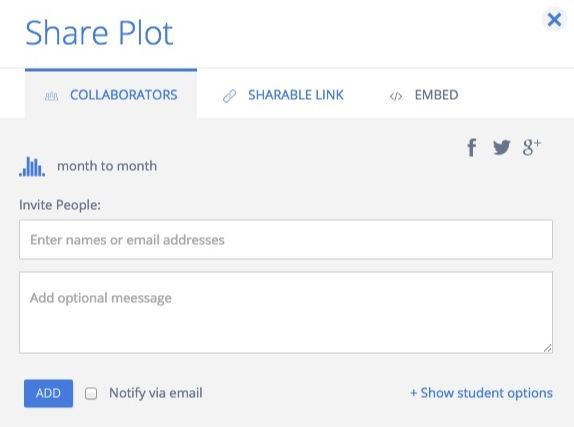 Share Plot
COLLABORATORS
SHARABLE LINK
</> EMBED
month to month
Invite People:
Enter names or email addresses
Add optional meessage
ADD
Notify via email
+ Show student options